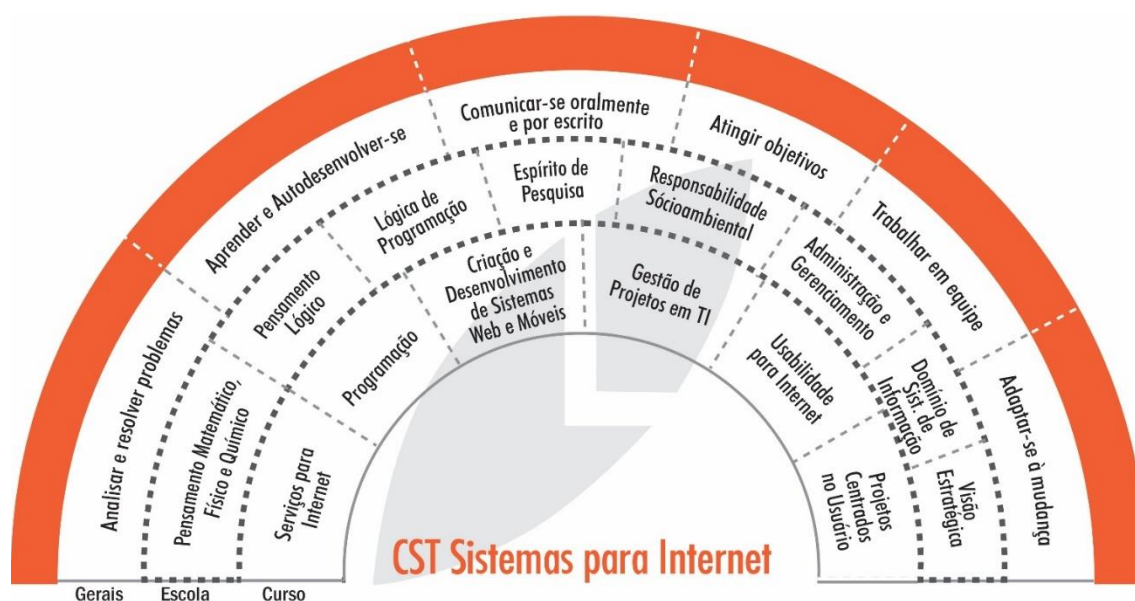 Analisar e resolver problemas
Aprender e Autodesenvolver-se
Comunicar-se oralmente
e por escrito
Atingir objetivos
Trabalhar em equipe
Adaptar-se à mudança
Pensamento Matemático,
Físico e Químico
Pensamento
Lógico
Lógica de
Programação
Espírito de
Pesquisa
Responsabilidade
Sócioambiental
Administração e
Gerenciamento
Domínio de
Sist. de
Informação
Visão
Estratégica
Serviços para
Internet
Programação
Criação e
Desenvolvimento
de Sistemas
Web e Móveis
Gestão de
Projetos em TI
Usabilidade
para Internet
Projetos
Centrados
no Usuário
CST Sistemas para Internet
Gerais
Escola
Curso